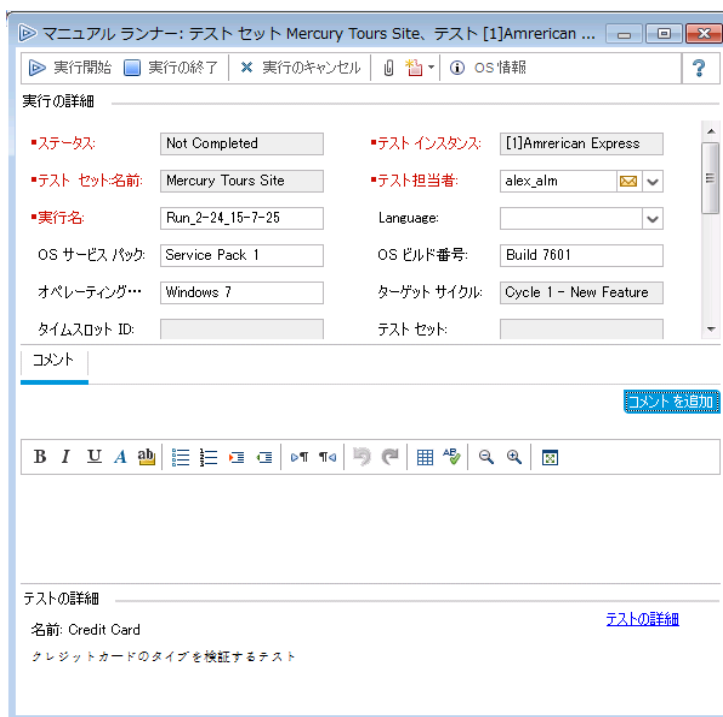 マニュアル ランナー: テスト セット Mercury Tours Site、テスト [1]Amrerican ...
実行開始 実行の終了 実行のキャンセル OS 情報 ?
実行の詳細
ステータス: Not Completed テスト インスタンス: [1]Amrerican Express
テスト セット:名前: Mercury Tours Site テスト担当者: alex_alm
実行名: Run_2-24_15-7-25 Language:
OS サービス パック: Service Pack 1 OS ビルド番号: Build 7601
オペレーティング… Windows 7 ターゲット サイクル: Cycle 1 - New Feature
タイムスロット ID: テスト セット:
コメント
コメントを追加
B I U A ab
テストの詳細
テストの詳細
名前: Credit Card
クレジットカードのタイプを検証するテスト